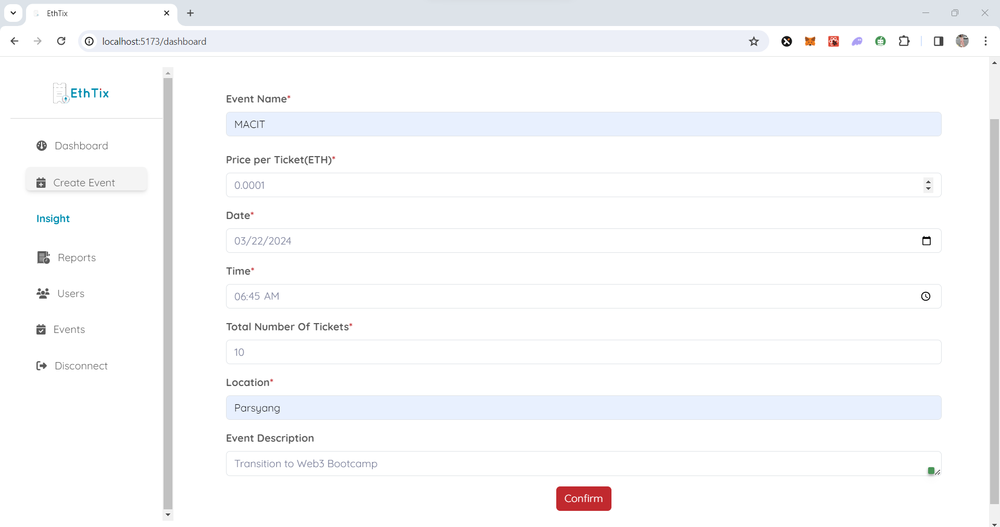 EthTix
localhost:5173/dashboard
EthTix
Dashboard
Create Event
Insight
Reports
Users
Events
Disconnect
Event Name*
MACIT
Price per Ticket(ETH)*
0.0001
Date*
03/22/2024
Time*
06:45 AM
Total Number Of Tickets*
10
Location*
Parsyang
Event Description
Transition to Web3 Bootcamp
Confirm